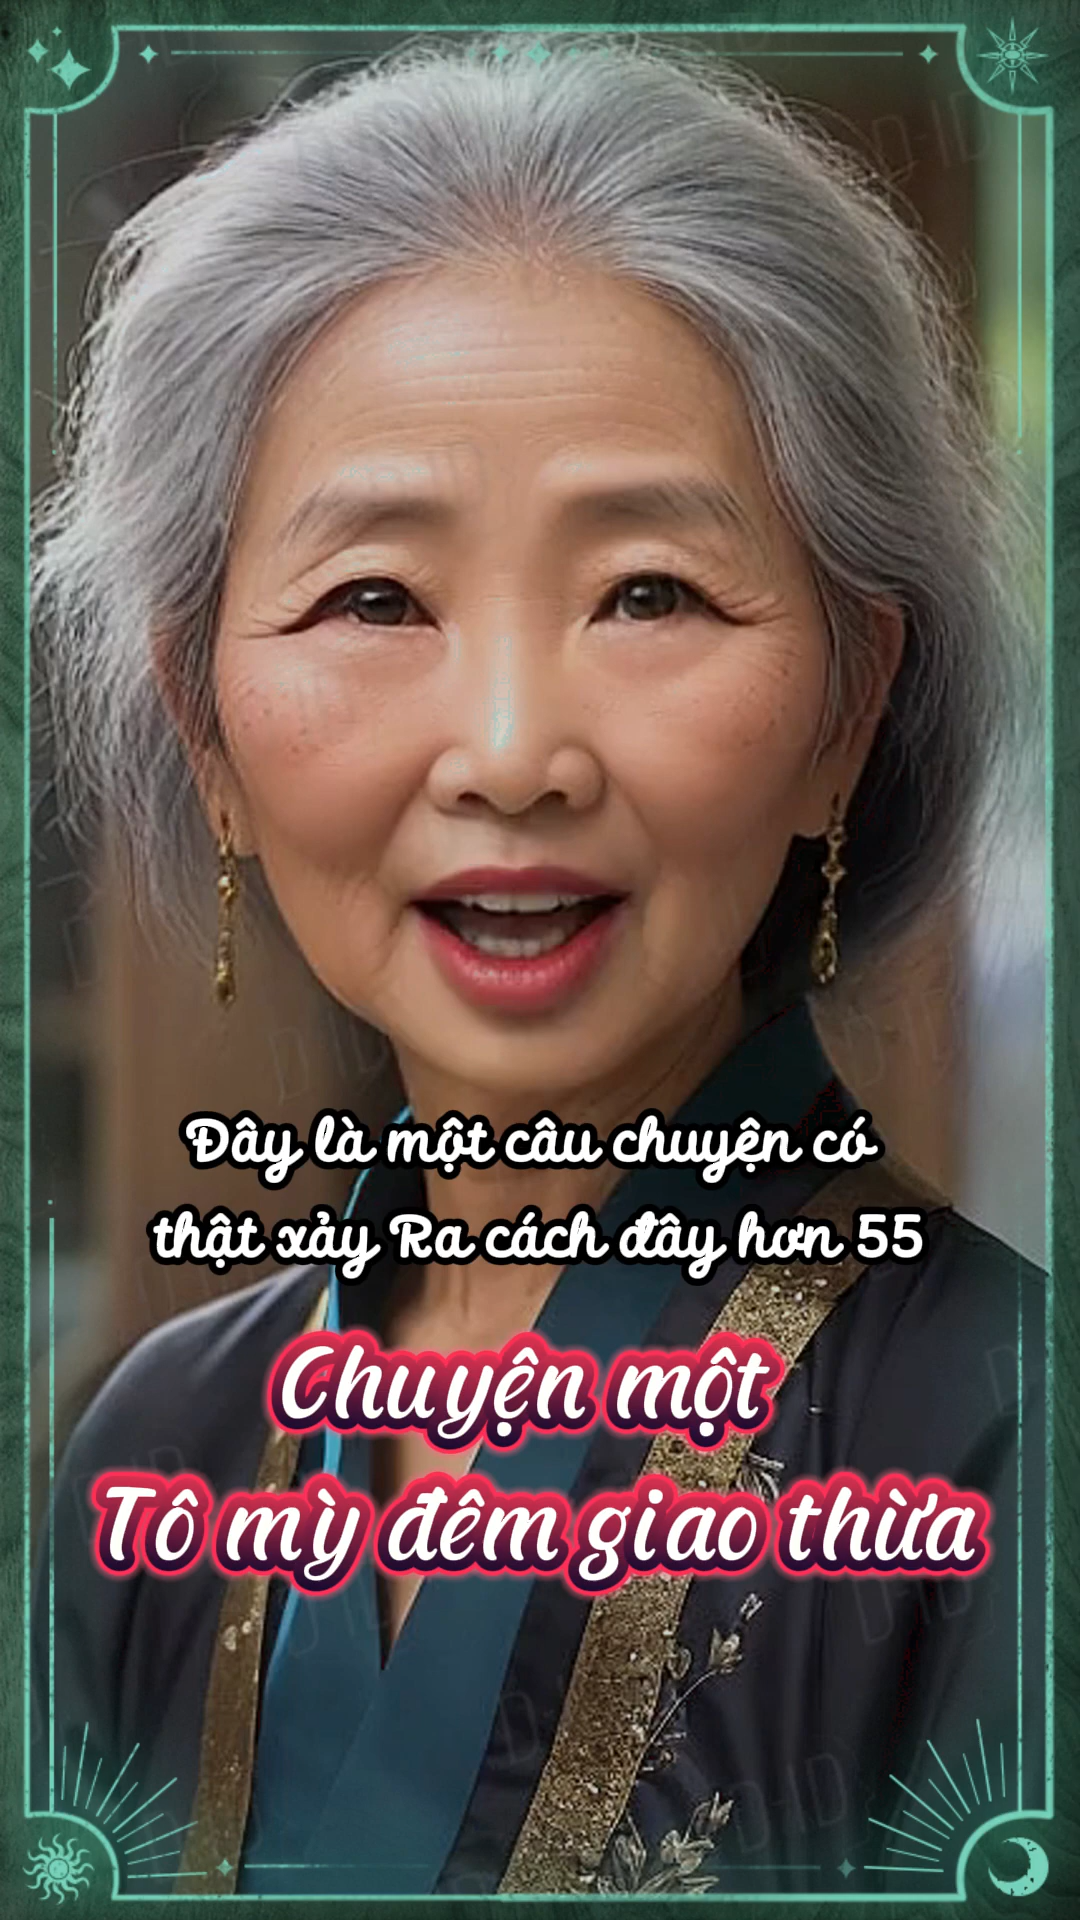 Đây là một câu chuyện có
thật xảy Ra cách đây hơn 55
Chuyện một
Tô mỳ đêm giao thừa
D-ID